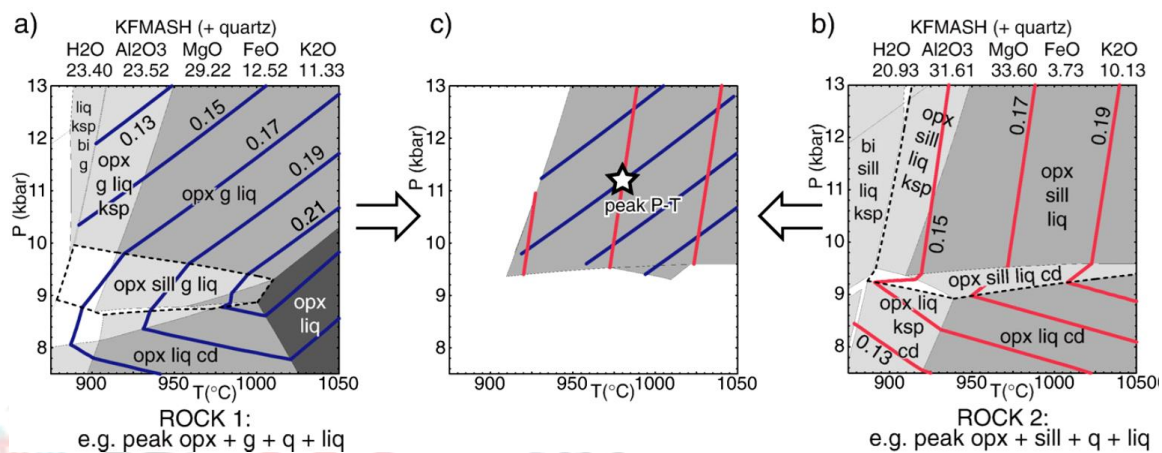 a)
KFMASH (+ quartz)
H2O Al2O3 MgO FeO K2O
23.40 23.52 29.22 12.52 11.33
13
12
11
10
9
8
P (kbar)
liq
ksp
bi
g
opx
g liq
ksp
0.13
0.15
0.17
0.19
0.21
opx g liq
opx sill g liq
opx
liq
opx liq cd
900 950 1000 1050
T(°C)
ROCK 1:
e.g. peak opx + g + q + liq
c)
13
12
11
10
9
8
P (kbar)
peak P-T
900 950 1000 1050
T(°C)
b)
KFMASH (+ quartz)
H2O Al2O3 MgO FeO K2O
20.93 31.61 33.60 3.73 10.13
13
12
11
10
9
8
P (kbar)
bi
sill
liq
ksp
opx
sill
liq
ksp
0.15
0.17
0.19
opx
sill
liq
opx sill liq cd
opx liq
ksp
cd
opx liq cd
0.13
900 950 1000 1050
T(°C)
ROCK 2:
e.g. peak opx + sill + q + liq